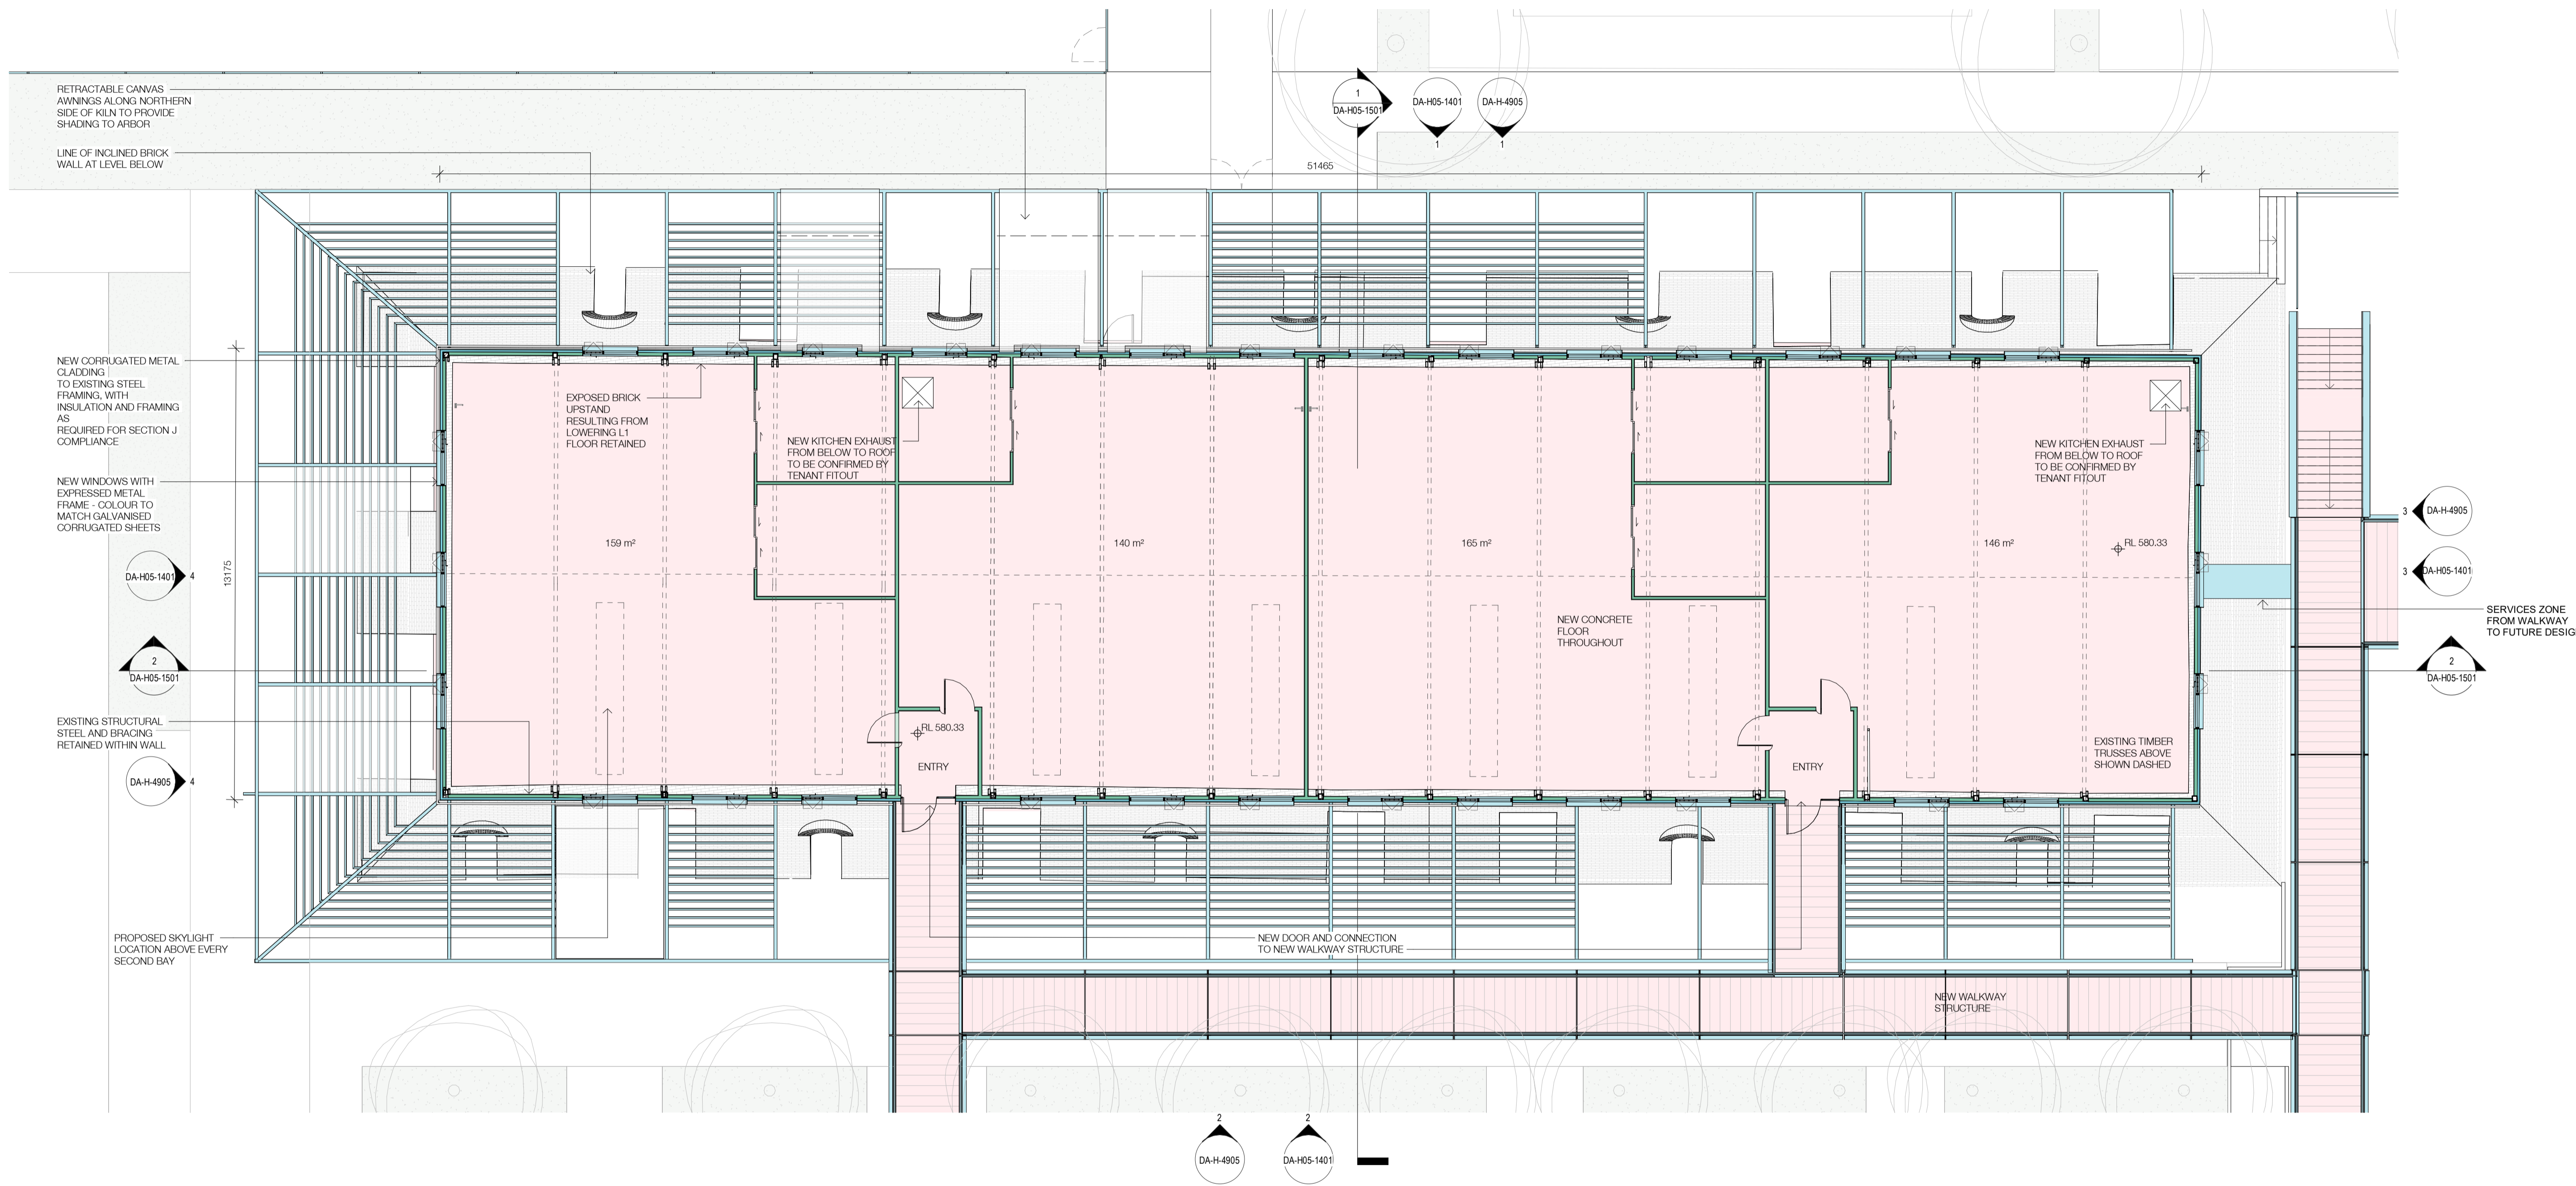 RETRACTABLE CANVAS
AWNINGS ALONG NORTHERN
SIDE OF KILN TO PROVIDE
SHADING TO ARBOR
LINE OF INCLINED BRICK
WALL AT LEVEL BELOW
1
DA-H05-1501
DA-H05-1401
1
DA-H-4905
1
51465
NEW CORRUGATED METAL
CLADDING
TO EXISTING STEEL
FRAMING, WITH
INSULATION AND FRAMING
AS
REQUIRED FOR SECTION J
COMPLIANCE
NEW WINDOWS WITH
EXPRESSED METAL
FRAME - COLOUR TO
MATCH GALVANISED
CORRUGATED SHEETS
DA-H05-1401
4
13175
2
DA-H05-1501
EXISTING STRUCTURAL
STEEL AND BRACING
RETAINED WITHIN WALL
DA-H-4905
4
PROPOSED SKYLIGHT
LOCATION ABOVE EVERY
SECOND BAY
EXPOSED BRICK
UPSTAND
RESULTING FROM
LOWERING L1
FLOOR RETAINED
NEW KITCHEN EXHAUST
FROM BELOW TO ROOF
TO BE CONFIRMED BY
TENANT FITOUT
159 m²
140 m²
165 m²
146 m²
NEW KITCHEN EXHAUST
FROM BELOW TO ROOF
TO BE CONFIRMED BY
TENANT FITOUT
RL 580.33
NEW CONCRETE
FLOOR
THROUGHOUT
RL 580.33
ENTRY
ENTRY
EXISTING TIMBER
TRUSSES ABOVE
SHOWN DASHED
3
DA-H-4905
3
DA-H05-1401
SERVICES ZONE
FROM WALKWAY
TO FUTURE DESIG
2
DA-H05-1501
NEW DOOR AND CONNECTION
TO NEW WALKWAY STRUCTURE
NEW WALKWAY
STRUCTURE
2
DA-H-4905
2
DA-H05-1401